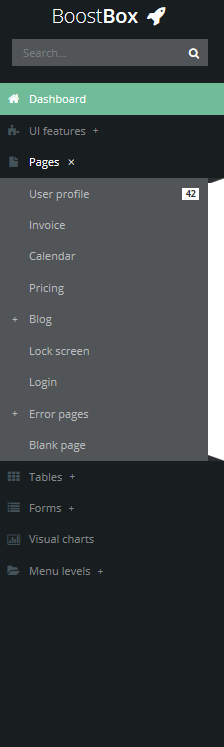 BoostBox
Search...
Dashboard
UI features +
Pages ×
User profile 42
Invoice
Calendar
Pricing
+ Blog
Lock screen
Login
+ Error pages
Blank page
Tables +
Forms +
Visual charts
Menu levels +